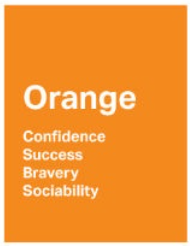 Orange
Confidence
Success
Bravery
Sociability